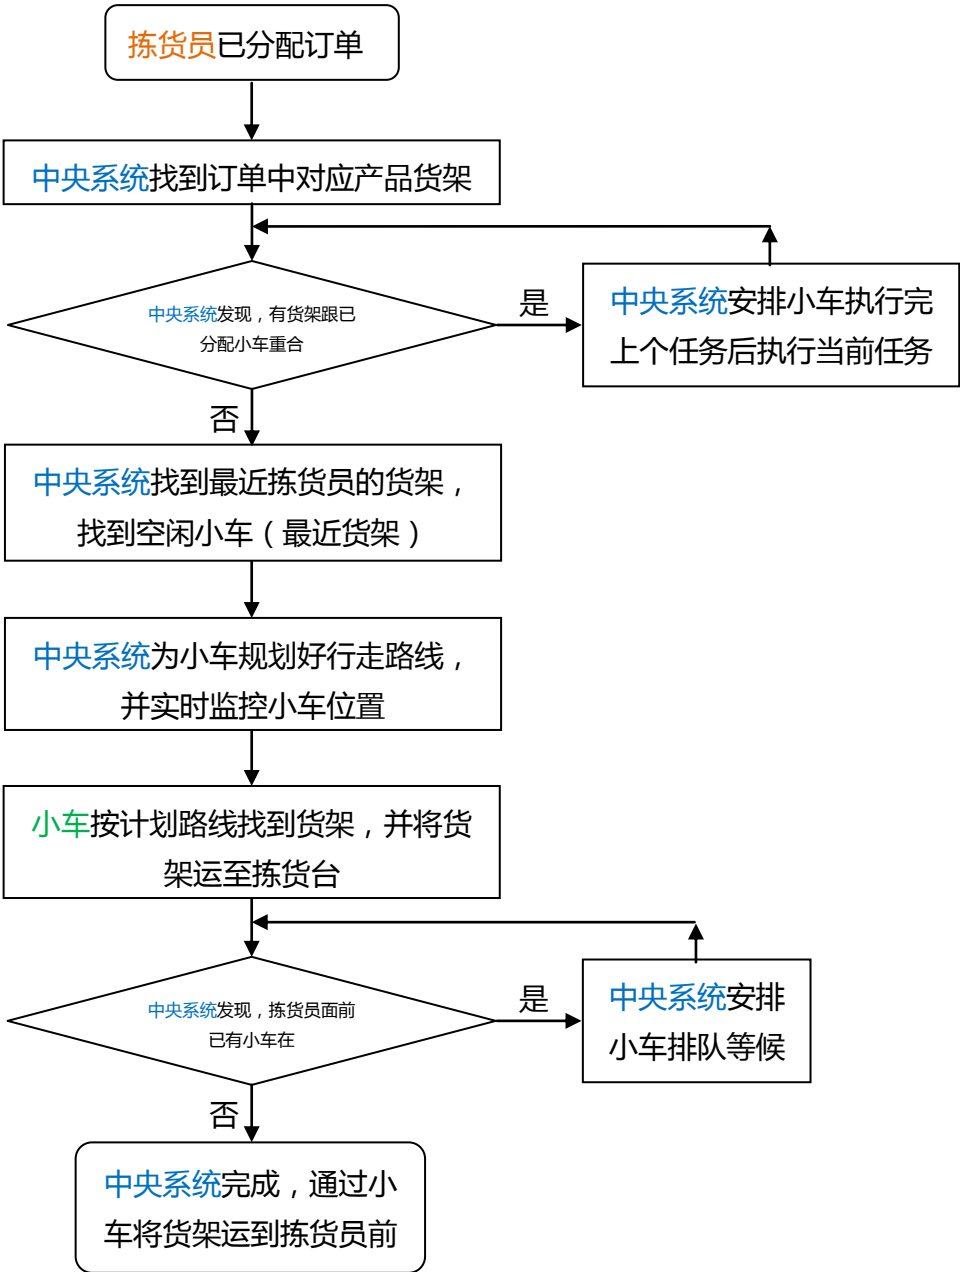 拣货员已分配订单
中央系统找到订单中对应产品货架
中央系统发现，有货架跟已
分配小车重合
是
中央系统安排小车执行完
上个任务后执行当前任务
否
中央系统找到最近拣货员的货架，
找到空闲小车（最近货架）
中央系统为小车规划好行走路线，
并实时监控小车位置
小车按计划路线找到货架，并将货
架运至拣货台
中央系统发现，拣货员面前
已有小车在
是
中央系统安排
小车排队等候
否
中央系统完成，通过小
车将货架运到拣货员前